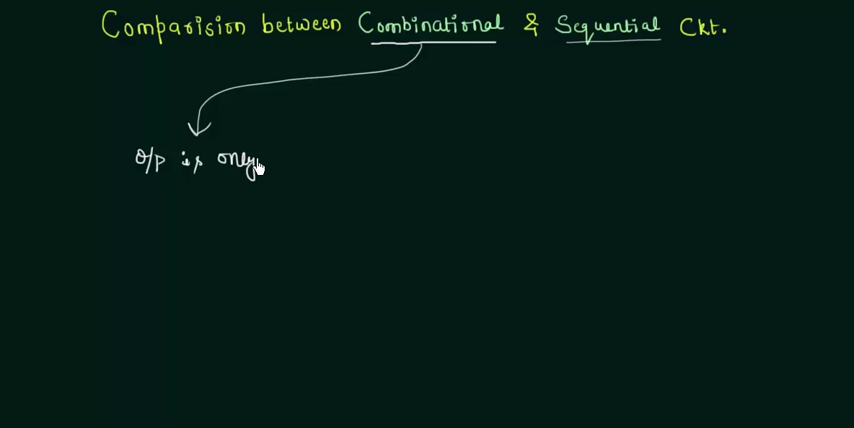 Comparision between Combinational & Sequential Ckt.
O/P is only